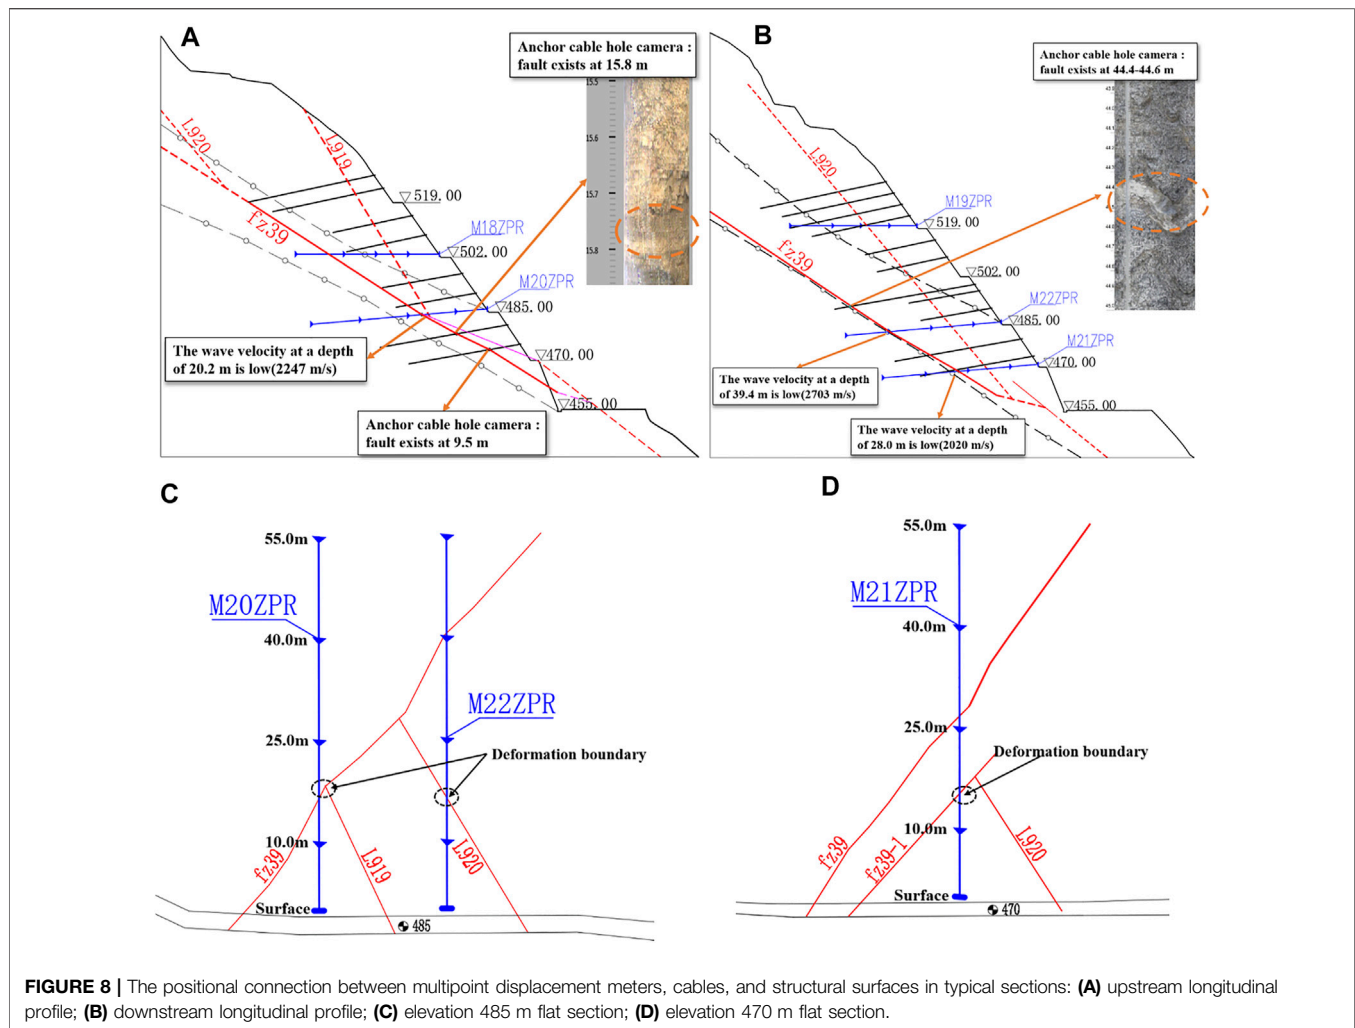 A
Anchor cable hole camera :
fault exists at 15.8 m
15.5
15.6
15.7
15.8
L920
L919
fz39
519.00
M18ZPR
502.00
M20ZPR
485.00
470.00
455.00
The wave velocity at a depth
of 20.2 m is low(2247 m/s)
Anchor cable hole camera :
fault exists at 9.5 m
B
Anchor cable hole camera :
fault exists at 44.4-44.6 m
L920
fz39
M19ZPR
519.00
502.00
M22ZPR
485.00
M21ZPR
470.00
455.00
The wave velocity at a depth
of 39.4 m is low(2703 m/s)
The wave velocity at a depth
of 28.0 m is low(2020 m/s)
C
55.0m
M20ZPR
40.0m
M22ZPR
25.0m
Deformation boundary
10.0m
fz39
L919
L920
Surface
485
D
55.0m
M21ZPR
40.0m
25.0m
Deformation boundary
10.0m
fz39
fz39-1
L920
Surface
470
FIGURE 8 | The positional connection between multipoint displacement meters, cables, and structural surfaces in typical sections: (A) upstream longitudinal
profile; (B) downstream longitudinal profile; (C) elevation 485 m flat section; (D) elevation 470 m flat section.